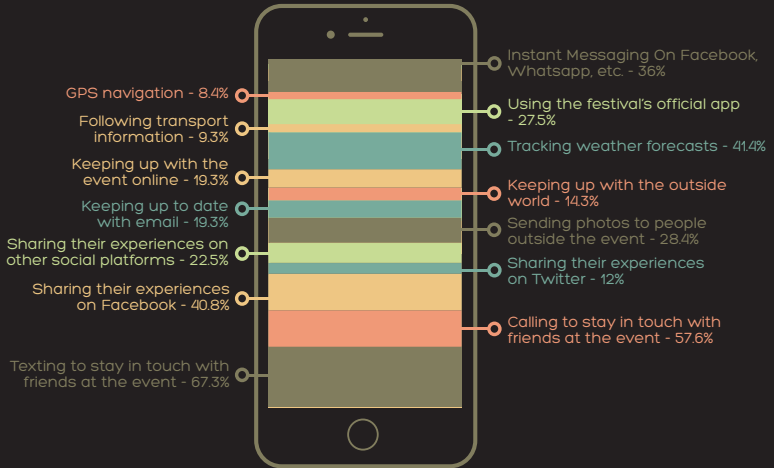 GPS navigation - 8.4%
Following transport
information - 9.3%
Keeping up with the
event online - 19.3%
Keeping up to date
with email - 19.3%
Sharing their experiences on
other social platforms - 22.5%
Sharing their experiences
on Facebook - 40.8%
Texting to stay in touch with
friends at the event - 67.3%
Instant Messaging On Facebook,
Whatsapp, etc. - 36%
Using the festival's official app
- 27.5%
Tracking weather forecasts - 41.4%
Keeping up with the outside
world - 14.3%
Sending photos to people
outside the event - 28.4%
Sharing their experiences
on Twitter - 12%
Calling to stay in touch with
friends at the event - 57.6%